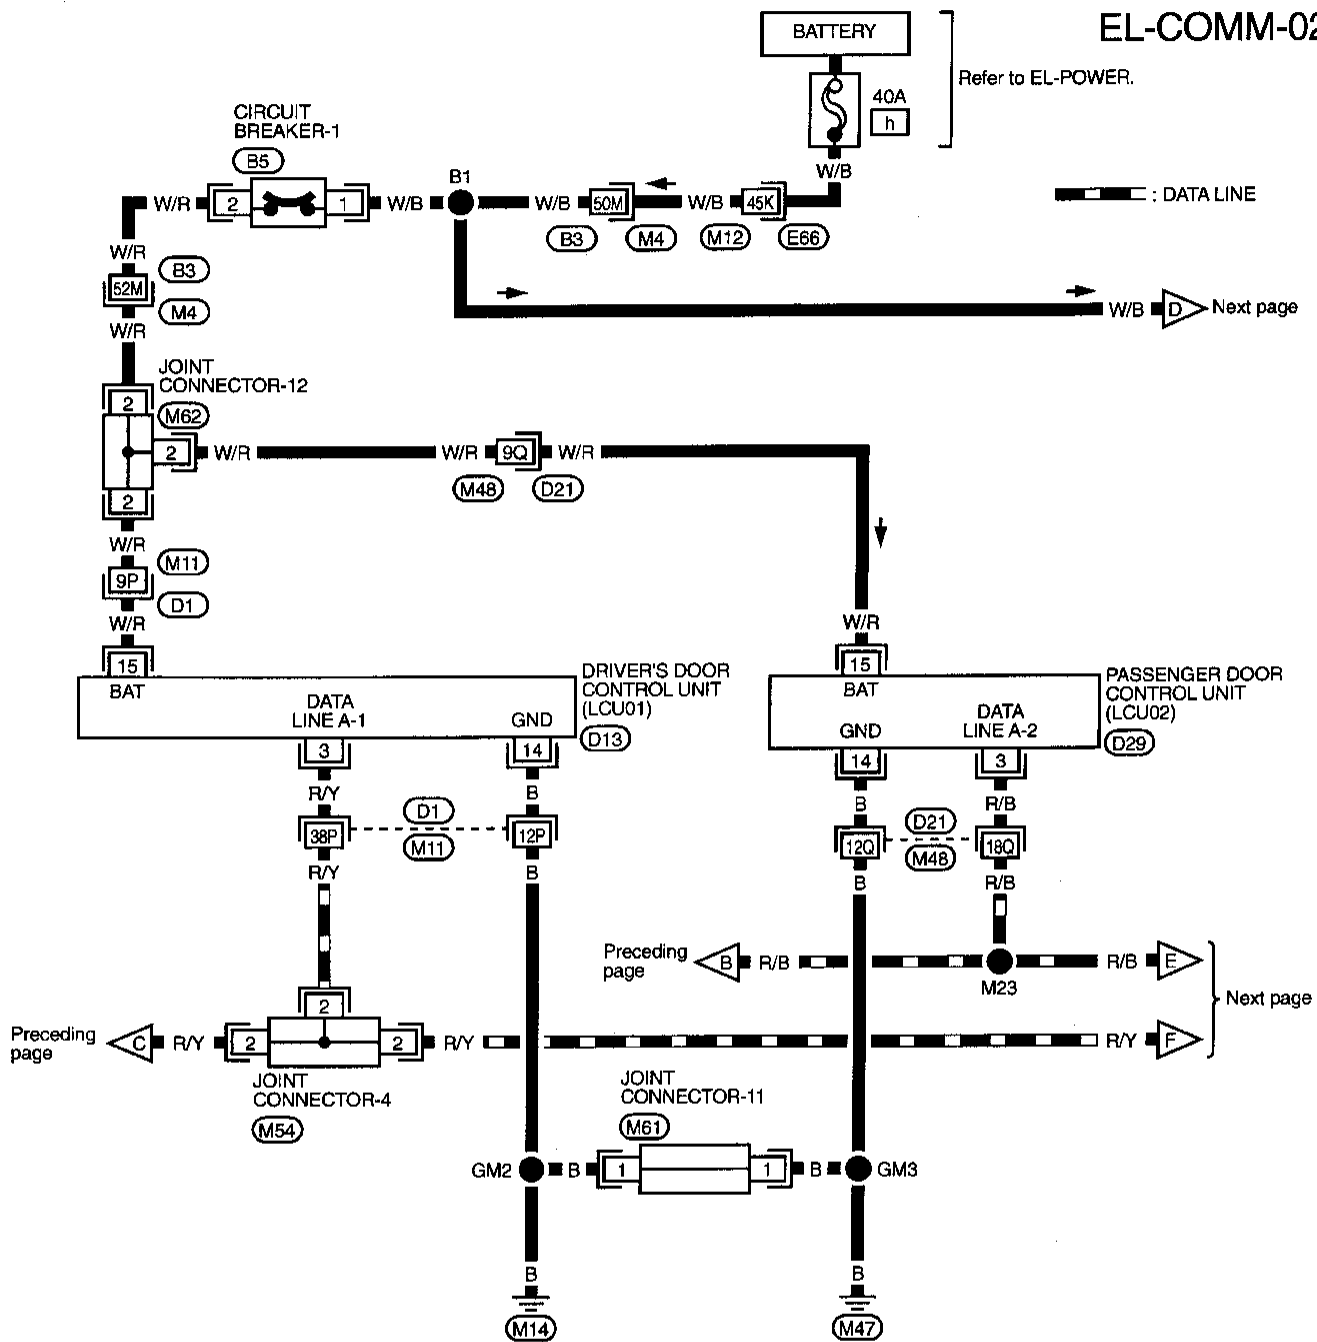 EL-COMM-02
BATTERY
Refer to EL-POWER.
40A
h
W/B
CIRCUIT
BREAKER-1
B5
B1
W/R 2 1 W/B W/B 50M W/B 45K
: DATA LINE
B3 M4 M12 E66
W/R
B3
52M
M4
W/R
W/B D Next page
JOINT
CONNECTOR-12
2
M62
2 W/R W/R 9Q W/R
M48 D21
2
W/R
M11
9P
D1
W/R
W/R
15
BAT
DATA
LINE A-1
GND
DRIVER'S DOOR
CONTROL UNIT
(LCU01)
D13
15
BAT
GND
DATA
LINE A-2
PASSENGER DOOR
CONTROL UNIT
(LCU02)
D29
3 14
14 3
R/Y B
B R/B
D1
38P 12P
M11
D21
12Q 18Q
M48
R/Y B
B R/B
Preceding
page
B R/B
M23
R/B E
2
Preceding
page
C R/Y 2 2 R/Y
R/Y F
Next page
JOINT
CONNECTOR-4
M54
JOINT
CONNECTOR-11
M61
GM2 B 1 1 B GM3
B B
M14 M47